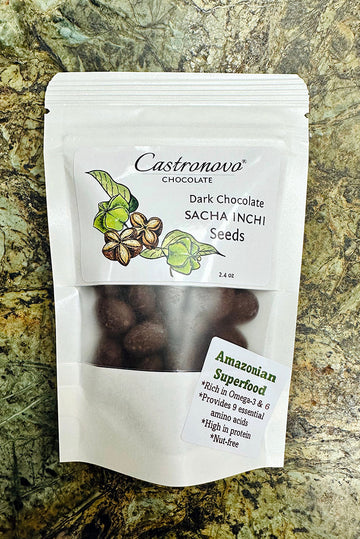 Castronovo®
CHOCOLATE
Dark Chocolate
SACHA INCHI
Seeds
2.4 oz
Amazonian
Superfood
*Rich in Omega-3 & 6
*Provides 9 essential
amino acids
*High in protein
*Nut-free